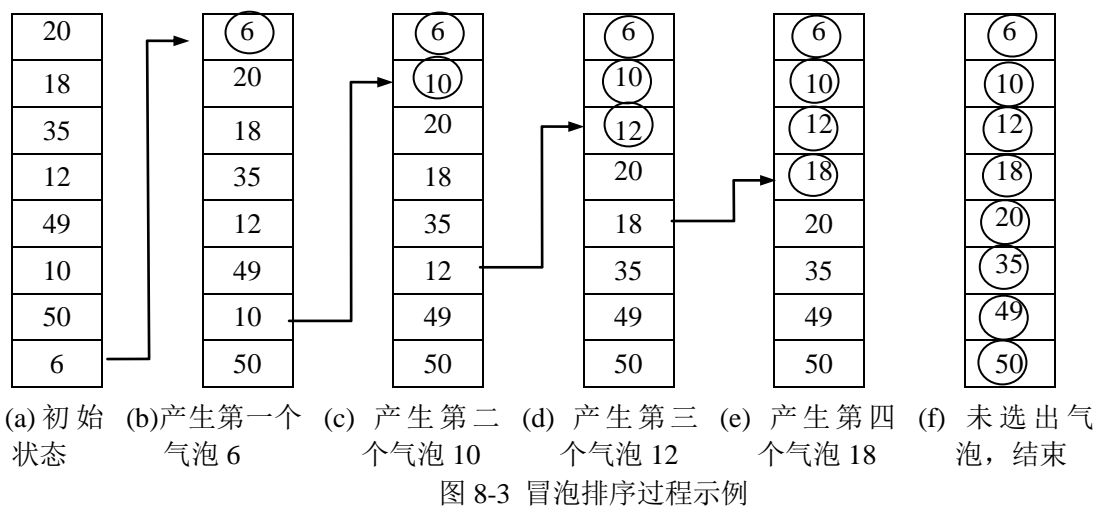 20 6 6 6 6 6
18 20 10 10 10 10
35 18 20 12 12 12
12 35 18 20 18 18
49 12 35 18 20 20
10 49 12 35 35 35
50 10 49 49 49 49
6 50 50 50 50 50
(a) 初始 (b)产生第一个 (c) 产生第二 (d) 产生第三 (e) 产生第四 (f) 未选出气
状态 气泡 6 个气泡 10 个气泡 12 个气泡 18 泡，结束
图 8-3 冒泡排序过程示例